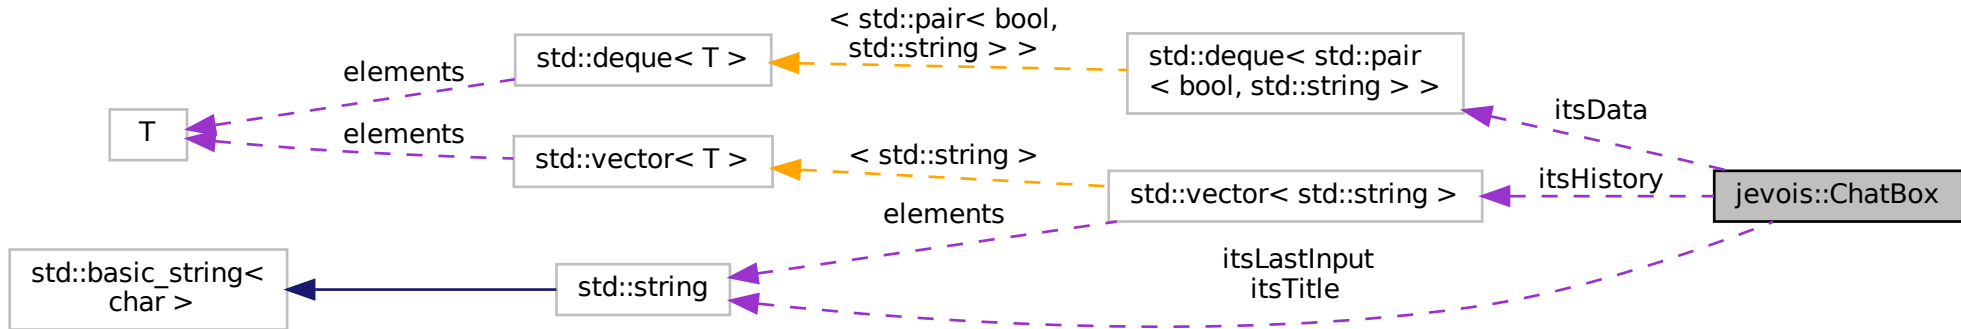 < std::pair< bool,
std::string > >
std::deque< T >
std::deque< std::pair
< bool, std::string > >
elements
T
itsData
elements
std::vector< T >
< std::string >
std::vector< std::string >
itsHistory
jevois::ChatBox
elements
std::basic_string<
char >
std::string
itsLastInput
itsTitle